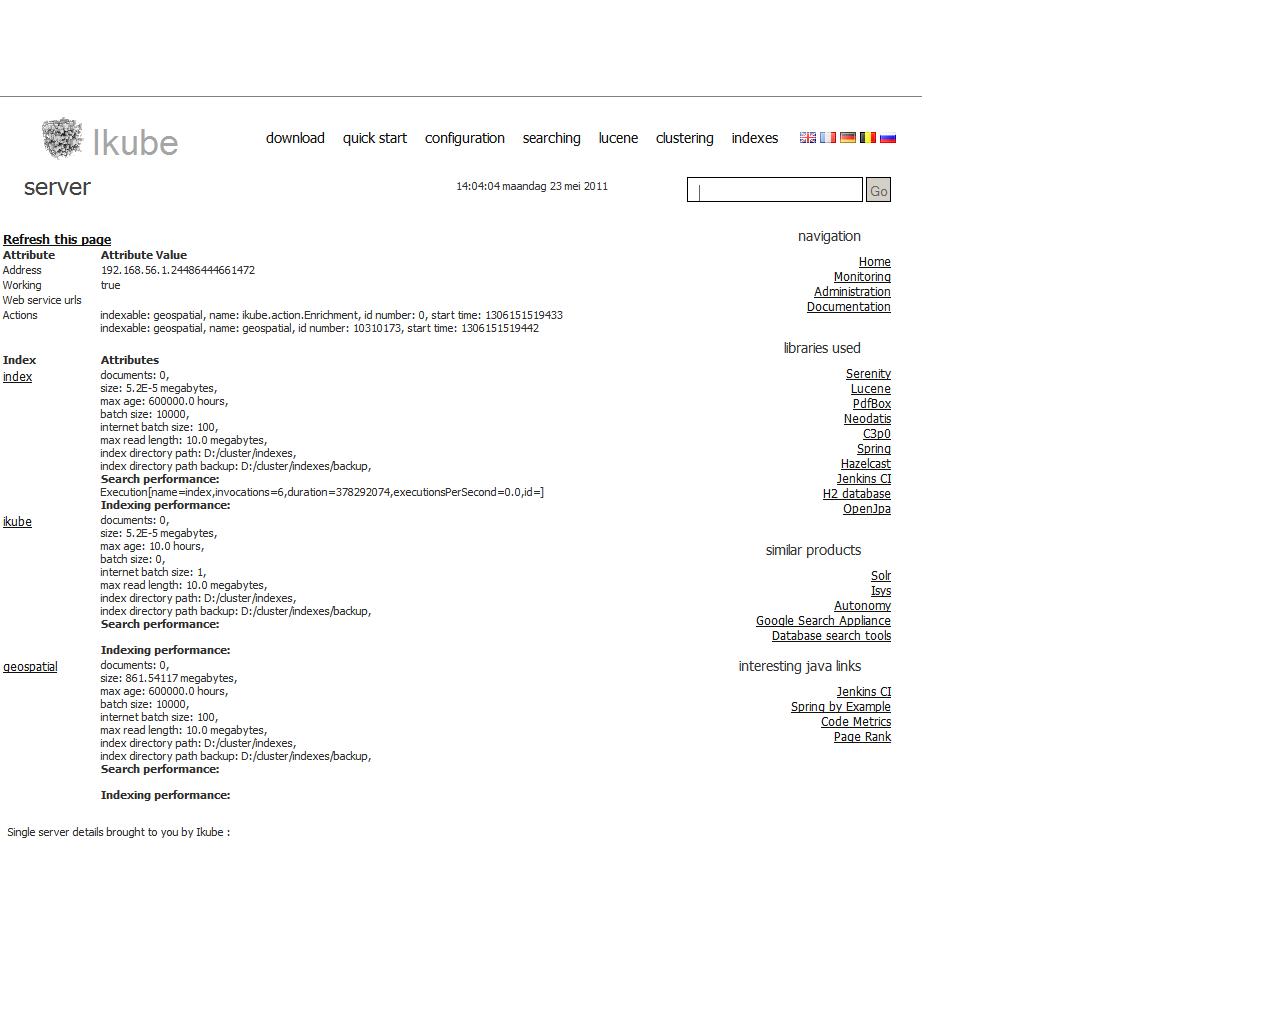 Ikube
download quick start configuration searching lucene clustering indexes
server
14:04:04 maandag 23 mei 2011
Go
Refresh this page
Attribute Attribute Value
Address 192.168.56.1.24486444661472
Working true
Web service urls
Actions indexable: geospatial, name: ikube.action.Enrichment, id number: 0, start time: 1306151519433
indexable: geospatial, name: geospatial, id number: 10310173, start time: 1306151519442
Index Attributes
index documents: 0,
size: 5.2E-5 megabytes,
max age: 600000.0 hours,
batch size: 10000,
internet batch size: 100,
max read length: 10.0 megabytes,
index directory path: D:/cluster/indexes,
index directory path backup: D:/cluster/indexes/backup,
Search performance:
Execution[name=index,invocations=6,duration=378292074,executionsPerSecond=0.0,id=]
Indexing performance:
ikube documents: 0,
size: 5.2E-5 megabytes,
max age: 10.0 hours,
batch size: 0,
internet batch size: 1,
max read length: 10.0 megabytes,
index directory path: D:/cluster/indexes,
index directory path backup: D:/cluster/indexes/backup,
Search performance:
Indexing performance:
geospatial documents: 0,
size: 861.54117 megabytes,
max age: 600000.0 hours,
batch size: 10000,
internet batch size: 100,
max read length: 10.0 megabytes,
index directory path: D:/cluster/indexes,
index directory path backup: D:/cluster/indexes/backup,
Search performance:
Indexing performance:
Single server details brought to you by Ikube :
navigation
Home
Monitoring
Administration
Documentation
libraries used
Serenity
Lucene
PdfBox
Neodatis
C3p0
Spring
Hazelcast
Jenkins CI
H2 database
OpenJpa
similar products
Solr
Isys
Autonomy
Google Search Appliance
Database search tools
interesting java links
Jenkins CI
Spring by Example
Code Metrics
Page Rank